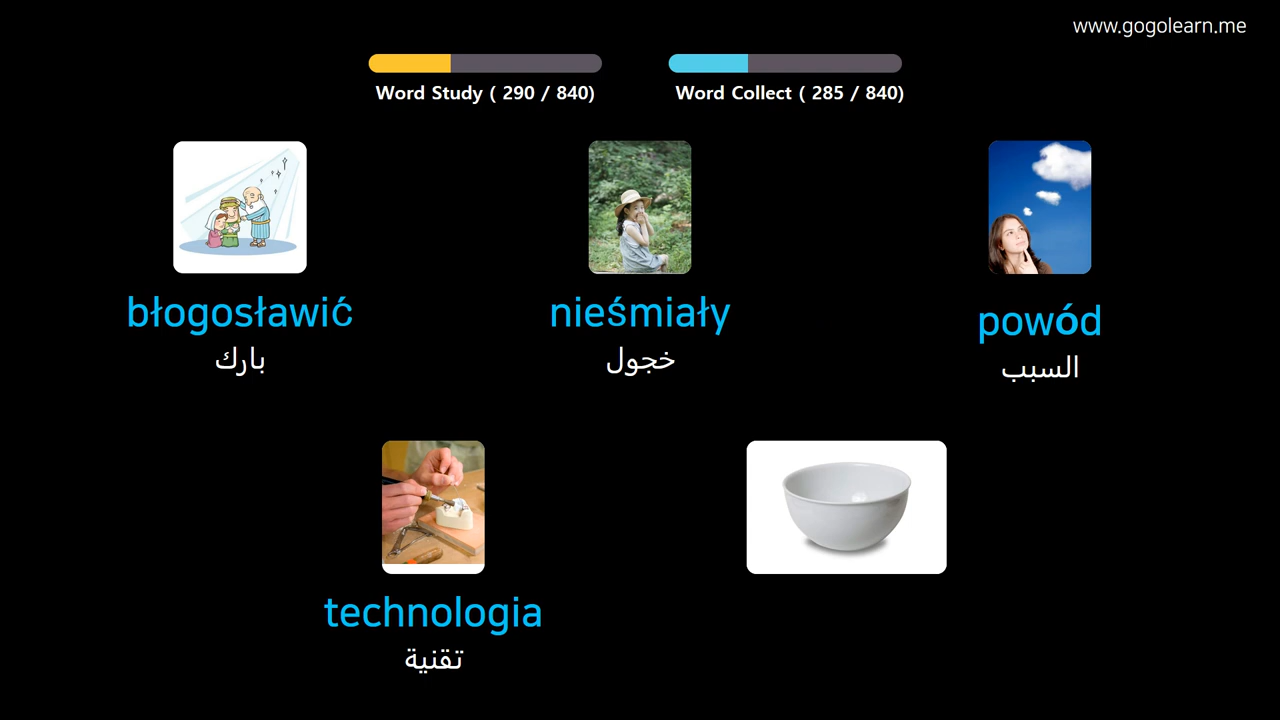 www.gogolearn.me
Word Study ( 290 / 840)
Word Collect ( 285 / 840)
błogosławić
بارك
nieśmiały
خجول
powód
السبب
technologia
تقنية